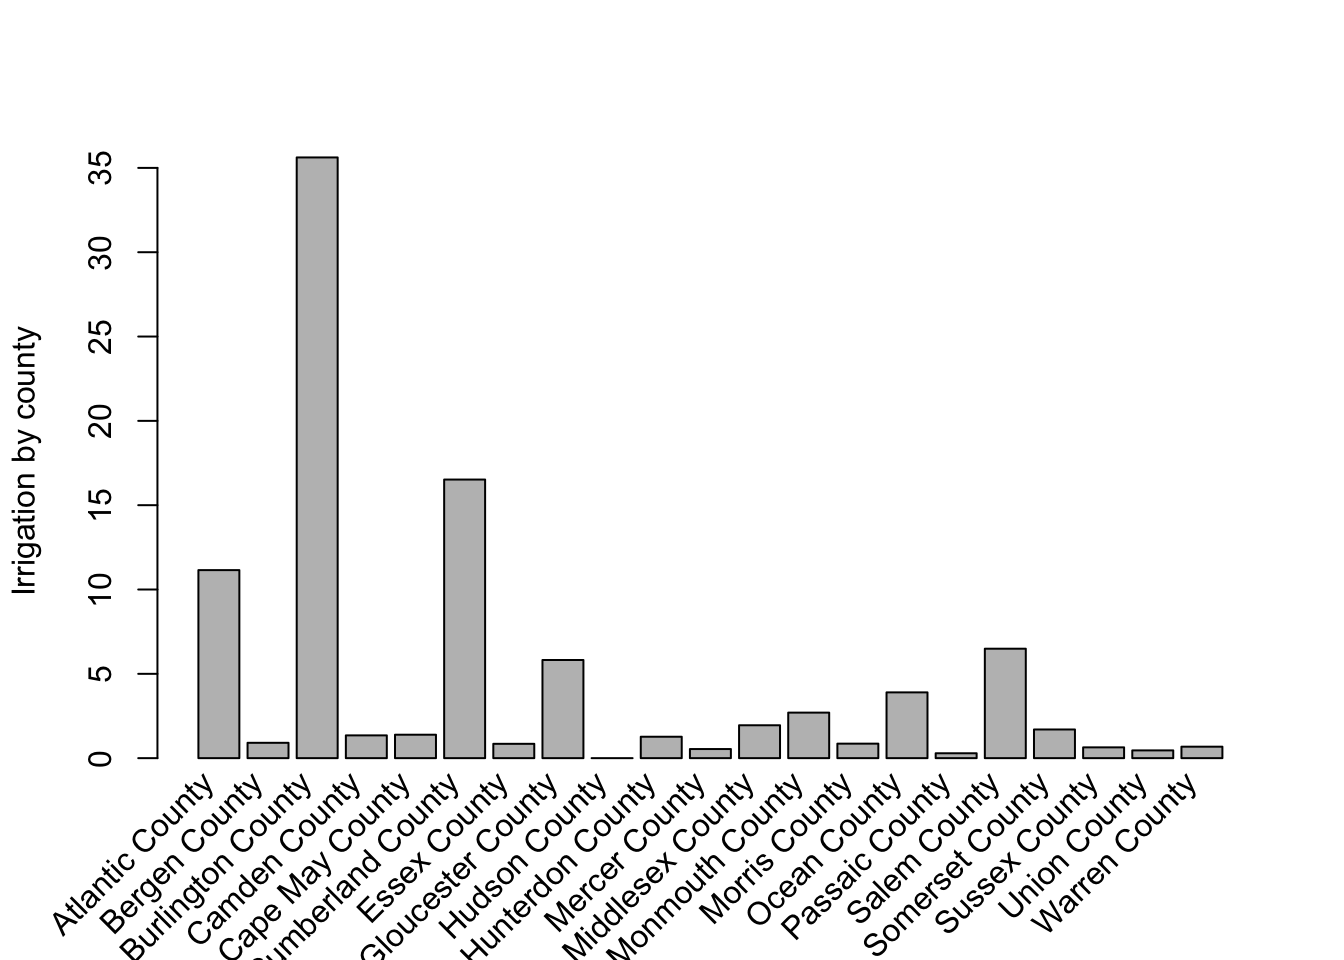 Irrigation by county
35
30
25
20
15
10
5
0
Atlantic County
Bergen County
Burlington County
Camden County
Cape May County
umberland County
Essex County
Gloucester County
Hudson County
Hunterdon County
Mercer County
Middlesex County
Monmouth County
Morris County
Ocean County
Passaic County
Salem County
Somerset County
Sussex County
Union County
Warren County